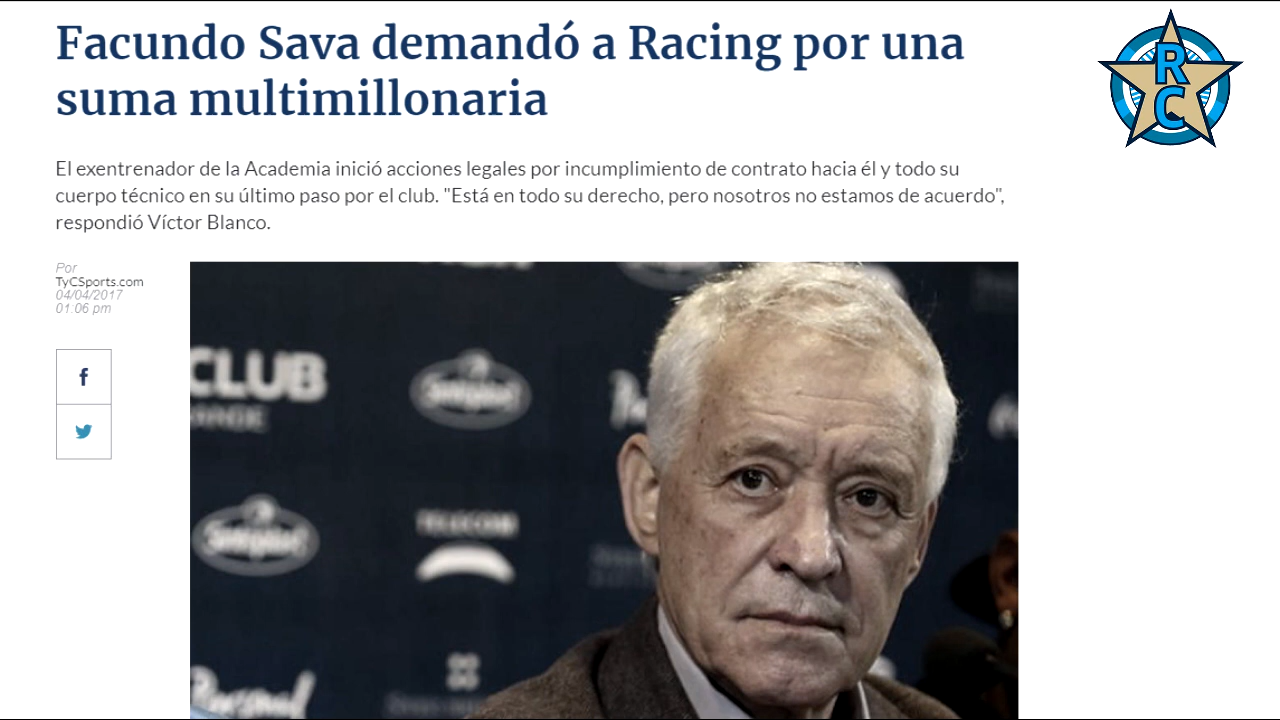 Facundo Sava demandó a Racing por una
suma multimillonaria
El exentrenador de la Academia inició acciones legales por incumplimiento de contrato hacia él y todo su
cuerpo técnico en su último paso por el club. "Está en todo su derecho, pero nosotros no estamos de acuerdo",
respondió Víctor Blanco.
Por
TyCSports.com
04/04/2017
01:06 pm
R
C
CLUB
TELECOM